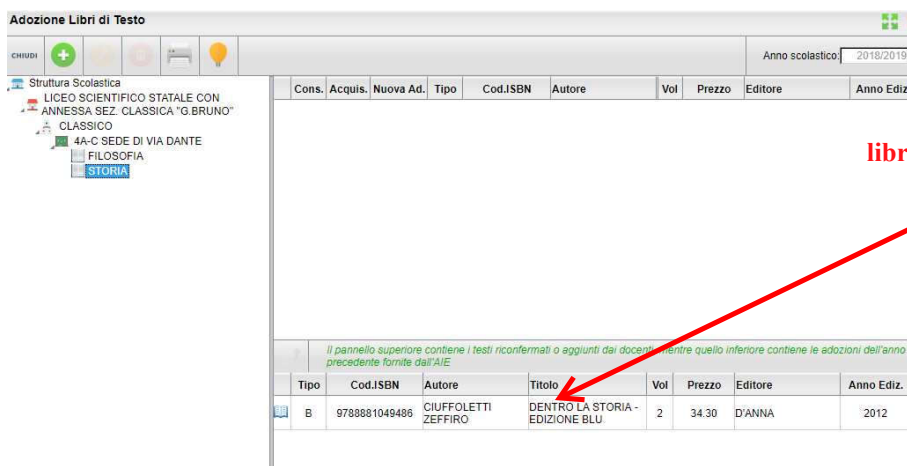 Adozione Libri di Testo
CHIUDI
Anno scolastico: 2018/2019
Struttura Scolastica
LICEO SCIENTIFICO STATALE CON
ANNESSA SEZ. CLASSICA "G.BRUNO"
CLASSICO
4A-C SEDE DI VIA DANTE
FILOSOFIA
STORIA
Cons. Acquis. Nuova Ad. Tipo Cod.ISBN Autore Vol Prezzo Editore Anno Ediz
libr
Il pannello superiore contiene i testi riconfermati o aggiunti dai docenti mentre quello inferiore contiene le adozioni dell'anno
precedente fornite dall'AIE
Tipo Cod.ISBN Autore Titolo Vol Prezzo Editore Anno Ediz.
B 9788881049486 CIUFFOLETTI ZEFFIRO DENTRO LA STORIA - EDIZIONE BLU 2 34.30 D'ANNA 2012